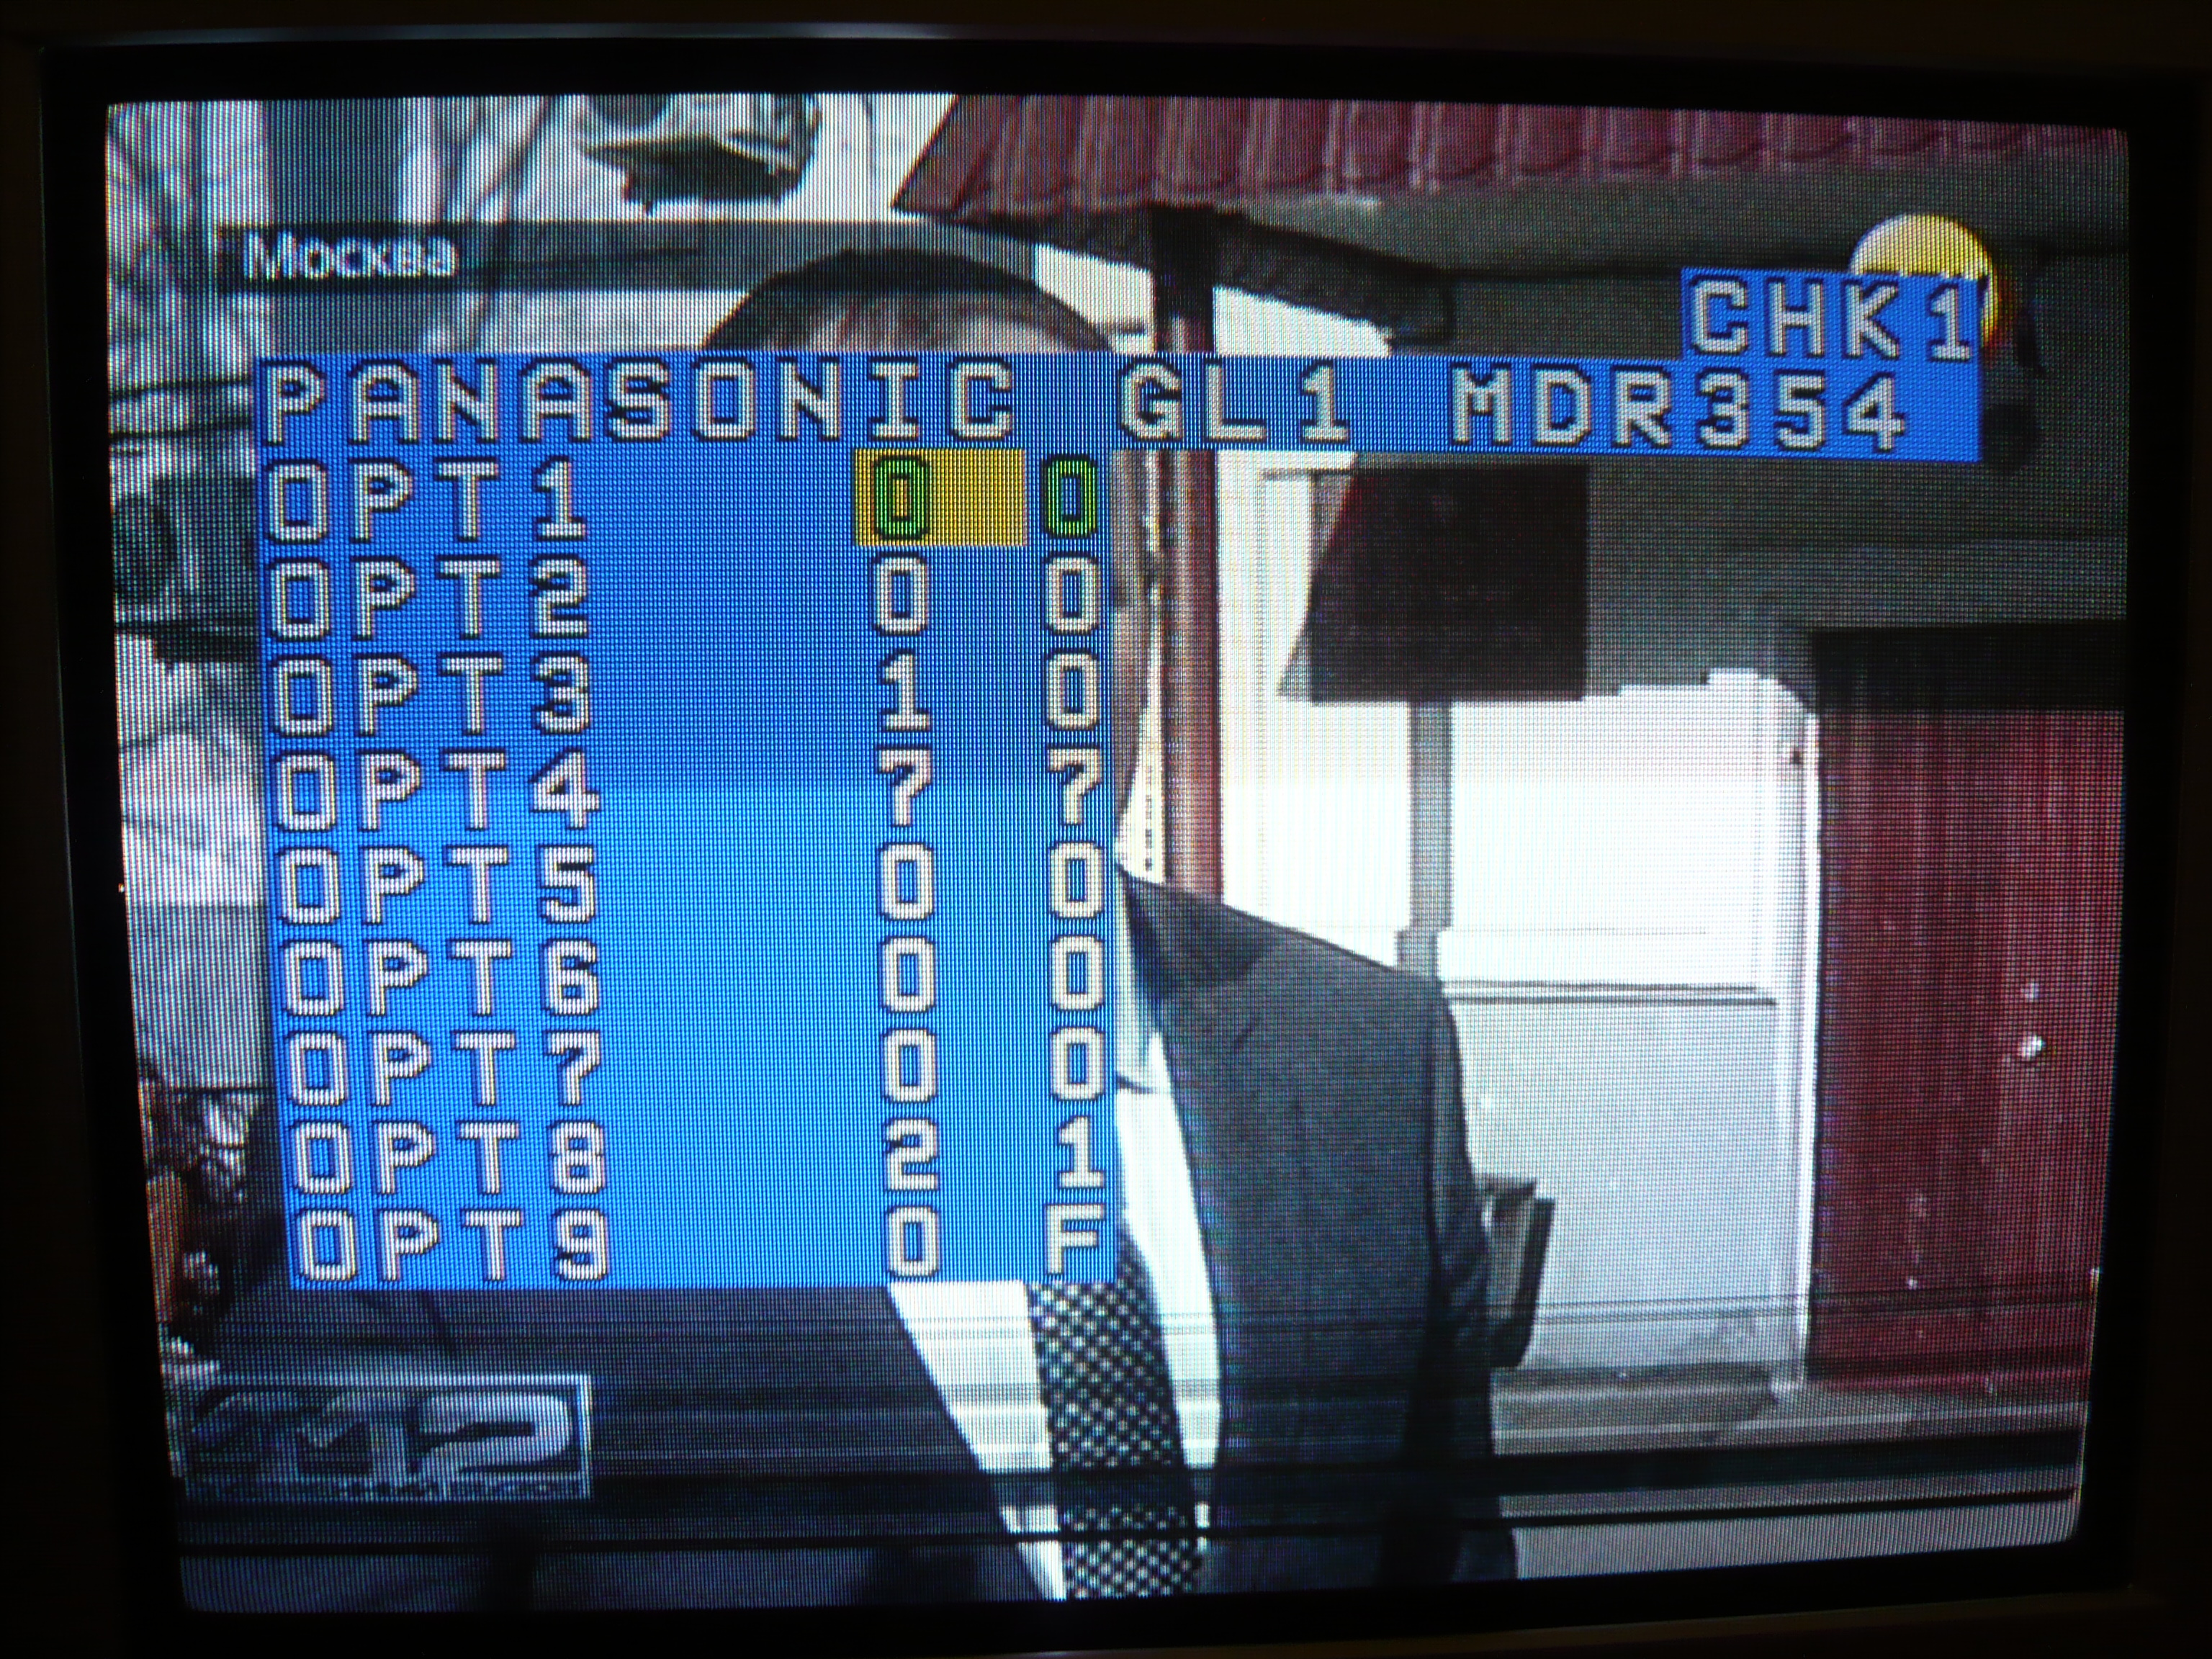 Москва
CHK1
PANASONIC GL1 MDR354
OPT1 0 0
OPT2 0 0
OPT3 1 0
OPT4 7 7
OPT5 0 0
OPT6 0 0
OPT7 0 0
OPT8 2 1
OPT9 0 F
112